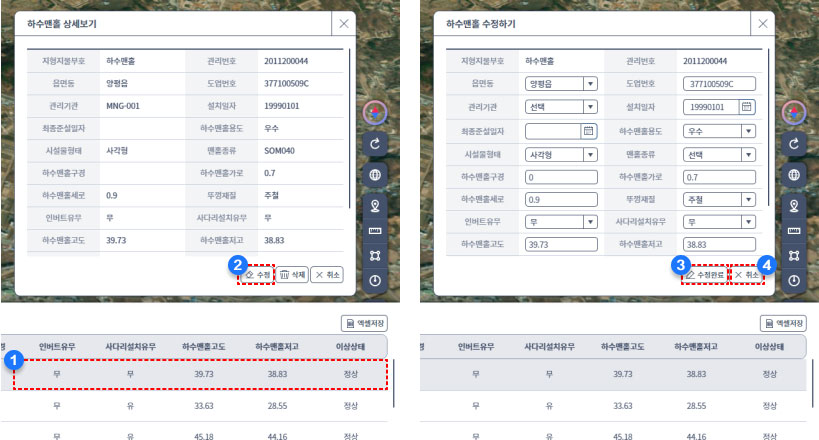 하수맨홀 상세보기
지형지물부호 하수맨홀 관리번호 2011200044
읍면동 양평읍 도엽번호 377100509C
관리기관 MNG-001 설치일자 19990101
최종준설일자 하수맨홀용도 우수
시설물형태 사각형 맨홀종류 SOM040
하수맨홀구경 하수맨홀가로 0.7
하수맨홀세로 0.9 뚜껑재질 주철
인버트유무 무 사다리설치유무 무
하수맨홀고도 39.73 하수맨홀저고 38.83
2
수정 삭제 취소
엑셀저장
경 인버트유무 사다리설치유무 하수맨홀고도 하수맨홀저고 이상상태
1
무 무 39.73 38.83 정상
무 유 33.63 28.55 정상
무 유 45.18 44.16 정상
하수맨홀 수정하기
지형지물부호 하수맨홀 관리번호 2011200044
읍면동 양평읍 도엽번호 377100509C
관리기관 선택 설치일자 19990101
최종준설일자 하수맨홀용도 우수
시설물형태 사각형 맨홀종류 선택
하수맨홀구경 0 하수맨홀가로 0.7
하수맨홀세로 0.9 뚜껑재질 주철
인버트유무 무 사다리설치유무 무
하수맨홀고도 39.73 하수맨홀저고 38.83
3 4
수정완료 취소
엑셀저장
경 인버트유무 사다리설치유무 하수맨홀고도 하수맨홀저고 이상상태
무 무 39.73 38.83 정상
무 유 33.63 28.55 정상
무 유 45.18 44.16 정상